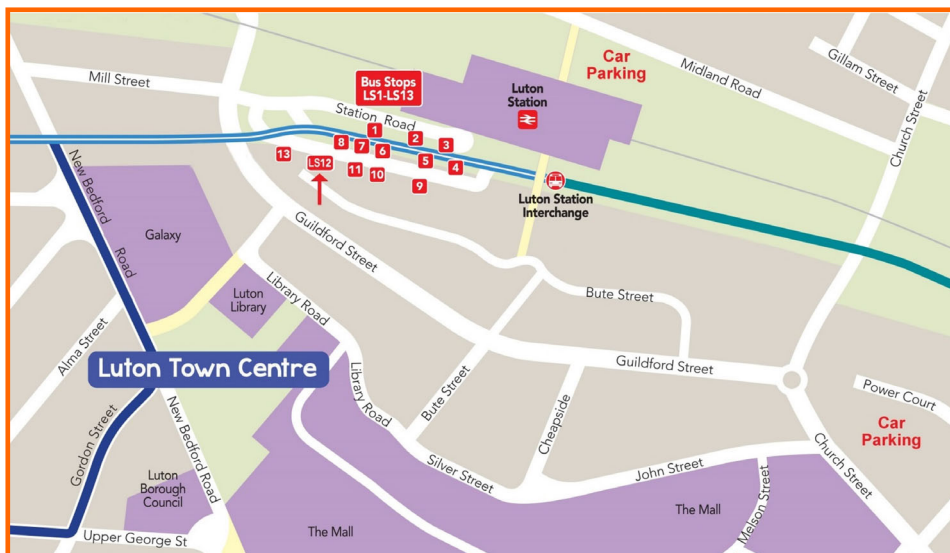 Mill Street
Bus Stops
LS1-LS13
Station Road
Luton
Station
Car
Parking
Midland Road
Gillam Street
Church Street
1
2
3
4
5
6
7
8
9
10
11
LS12
13
Luton Station
Interchange
New Bedford
Road
Galaxy
Luton
Library
Library Road
Guildford Street
Bute Street
Alma Street
Luton Town Centre
Library Road
Bute Street
Guildford Street
Cheapside
Power Court
Car
Parking
Church Street
Gordon Street
New Bedford Road
Luton
Borough
Council
Silver Street
John Street
Melson Street
The Mall
The Mall
Upper George St